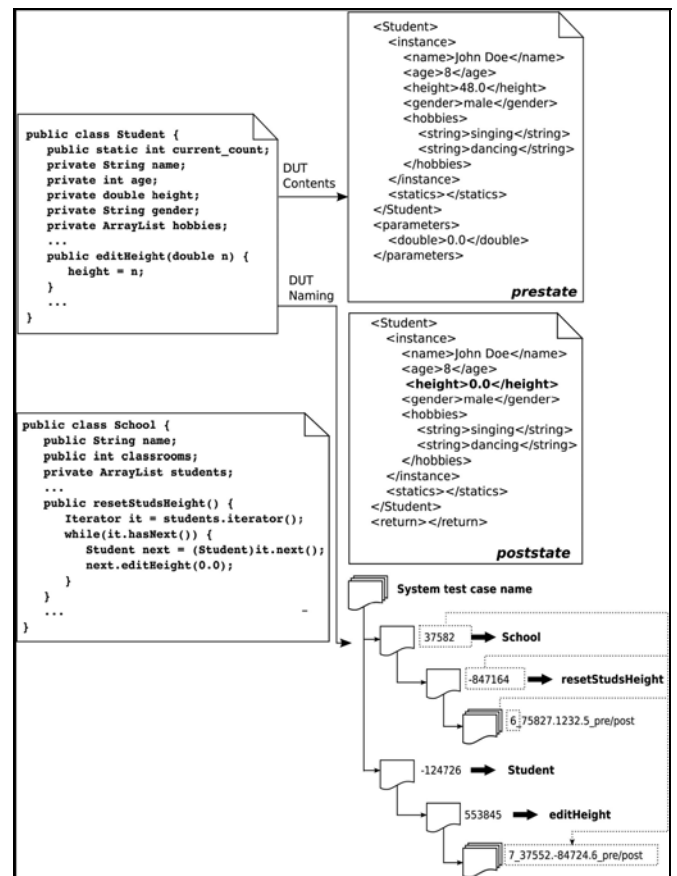 public class Student {
public static int current_count;
private String name;
private int age;
private double height;
private String gender;
private ArrayList hobbies;
...
public editHeight(double n) {
height = n;
}
...
}
DUT
Contents
DUT
Naming
<Student>
<instance>
<name>John Doe</name>
<age>8</age>
<height>48.0</height>
<gender>male</gender>
<hobbies>
<string>singing</string>
<string>dancing</string>
</hobbies>
</instance>
<statics></statics>
</Student>
<parameters>
<double>0.0</double>
</parameters>
prestate
<Student>
<instance>
<name>John Doe</name>
<age>8</age>
<height>0.0</height>
<gender>male</gender>
<hobbies>
<string>singing</string>
<string>dancing</string>
</hobbies>
</instance>
<statics></statics>
</Student>
<return></return>
poststate
public class School {
public String name;
public int classrooms;
private ArrayList students;
...
public resetStudsHeight() {
Iterator it = students.iterator();
while(it.hasNext()) {
Student next = (Student)it.next();
next.editHeight(0.0);
}
}
...
}
System test case name
37582 School
-847164 resetStudsHeight
6_75827.1232.5_pre/post
-124726 Student
553845 editHeight
7_37552.-84724.6_pre/post